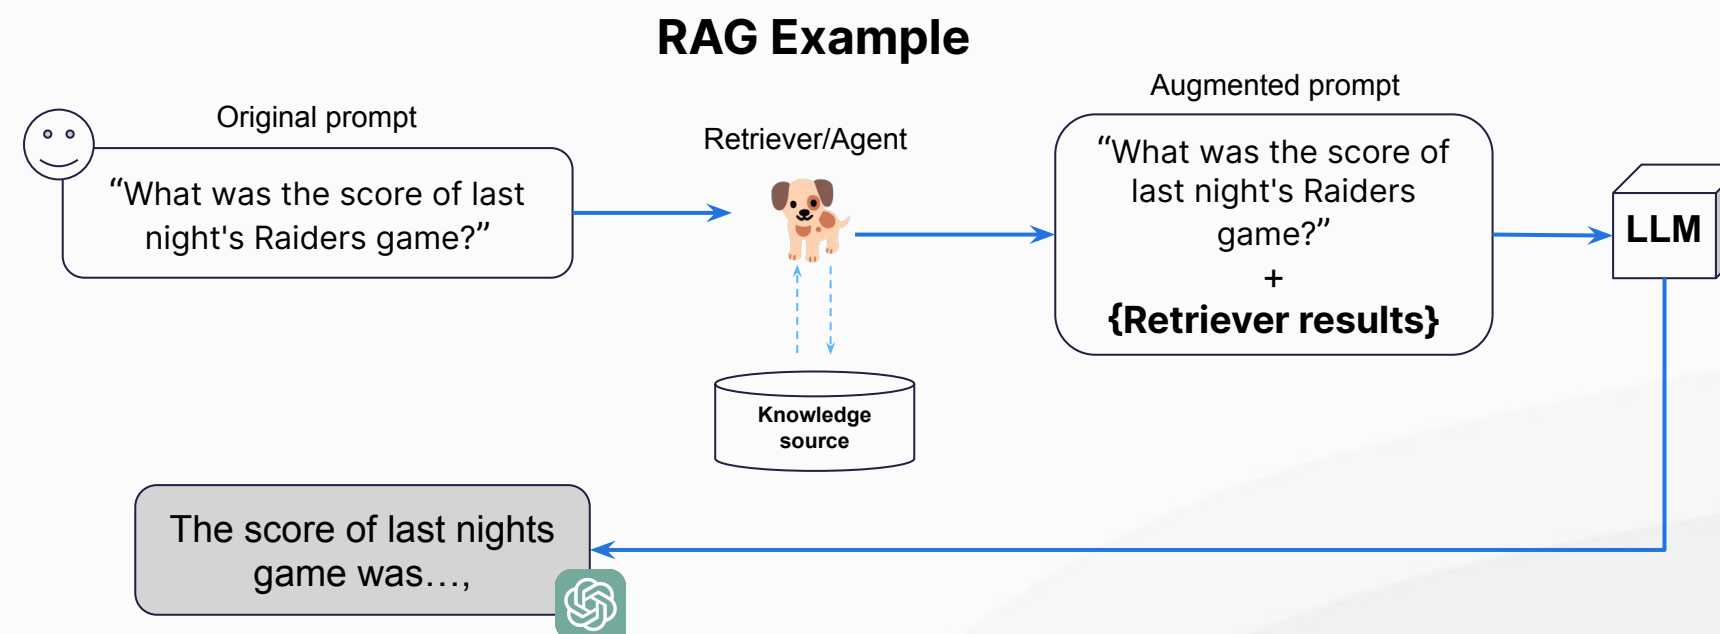 RAG Example
Original prompt
“What was the score of last
night's Raiders game?”
Retriever/Agent
Knowledge
source
Augmented prompt
“What was the score of
last night's Raiders
game?”
+
{Retriever results}
LLM
The score of last nights
game was…,